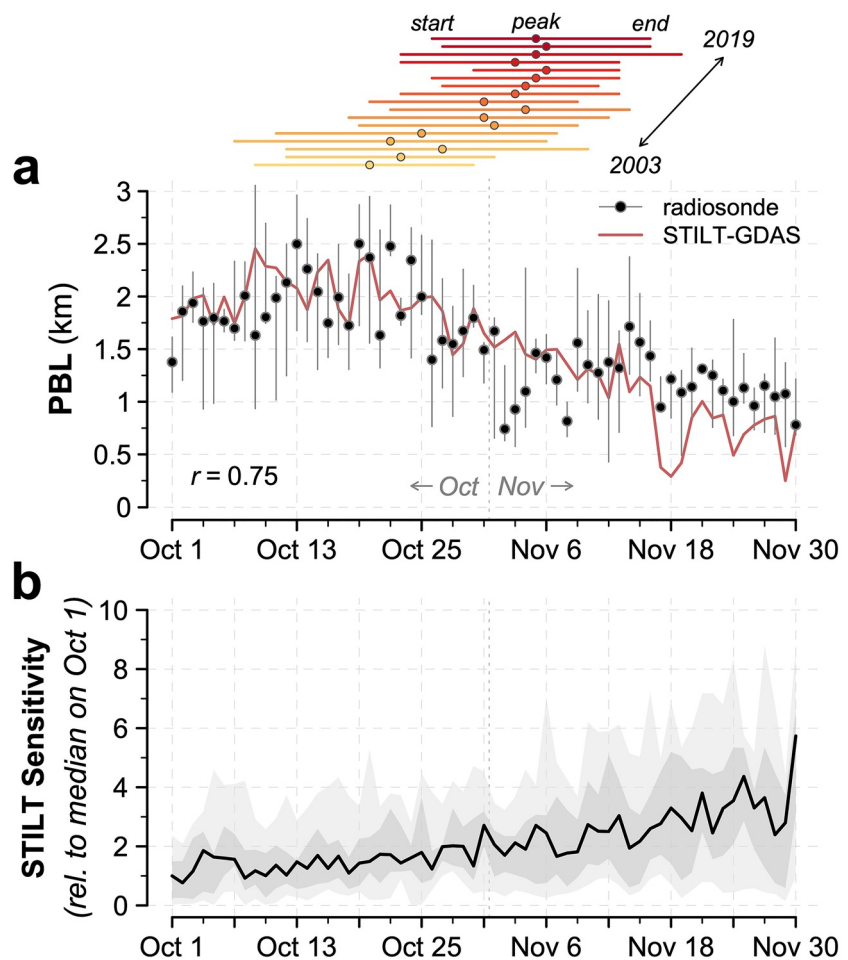 start peak end
2019
2003
a
PBL (km)
3
2.5
2
1.5
1
0.5
0
radiosonde
STILT-GDAS
r = 0.75
← Oct Nov →
Oct 1 Oct 13 Oct 25 Nov 6 Nov 18 Nov 30
b
STILT Sensitivity
(rel. to median on Oct 1)
10
8
6
4
2
0
Oct 1 Oct 13 Oct 25 Nov 6 Nov 18 Nov 30